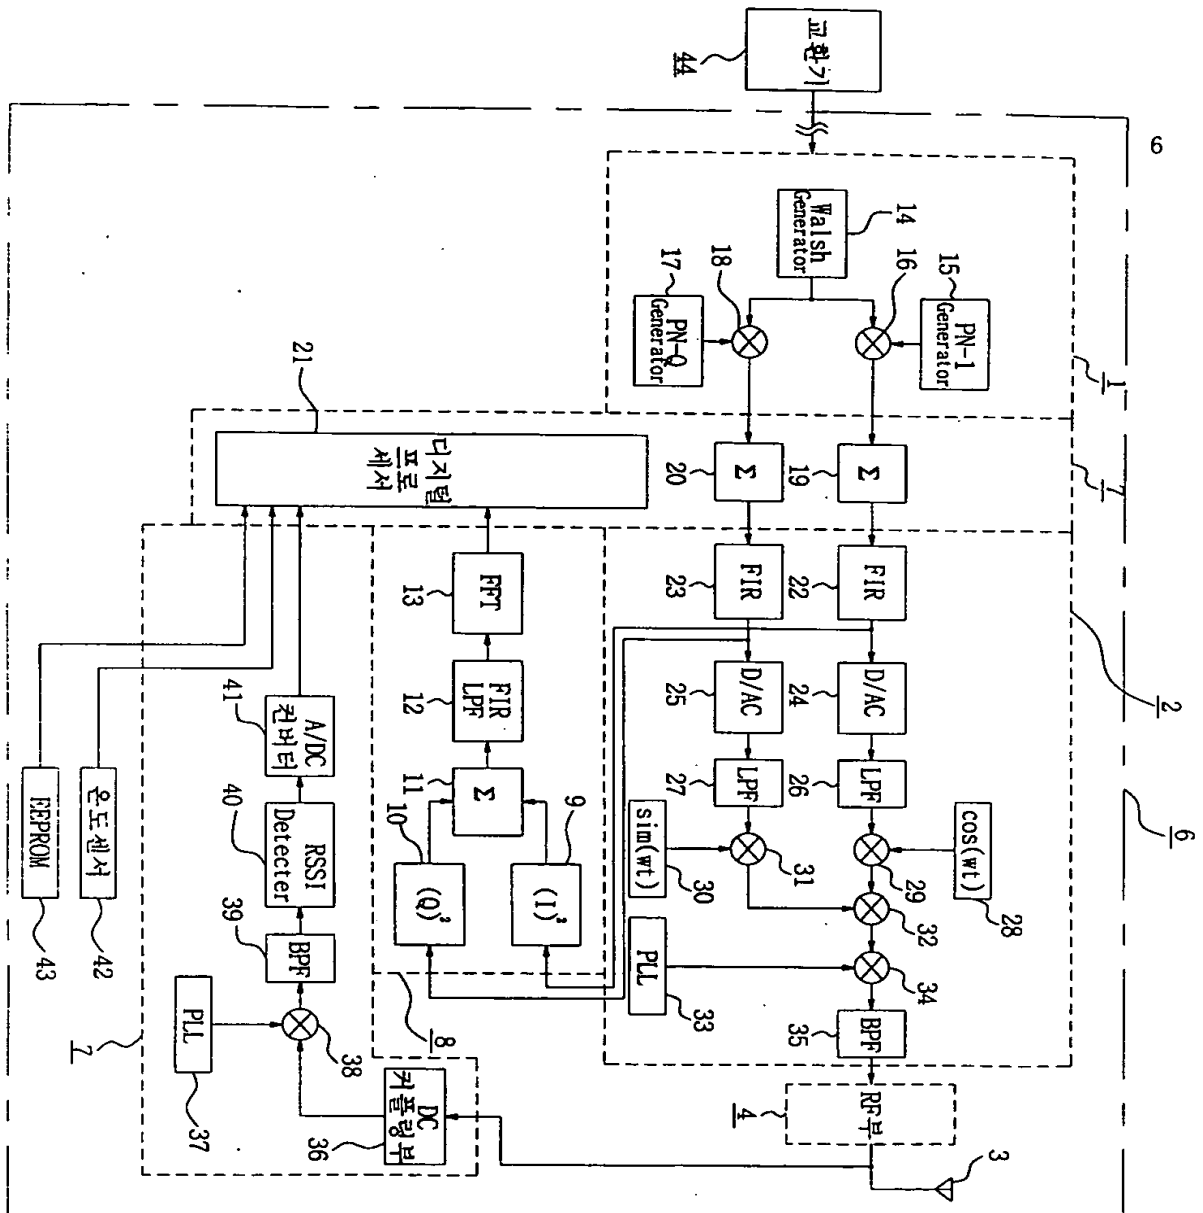 6
교환기
44
14
Walsh
Generator
15
PN-1
Generator
16
17
PN-Q
Generator
18
1
7
Σ
19
Σ
20
21
디지털
프로
세서
FIR
22
FIR
23
D/AC
24
D/AC
25
LPF
26
LPF
27
cos(wt)
28
29
sim(wt)
30
31
32
PLL
33
34
BPF
35
2
6
RF부
4
3
FFT
13
FIR
LPF
12
Σ
11
(I)²
9
(Q)²
10
8
DC
커플링부
36
PLL
37
38
BPF
39
RSSI
Detecter
40
A/DC
컨버터
41
7
온도센서
42
EEPROM
43